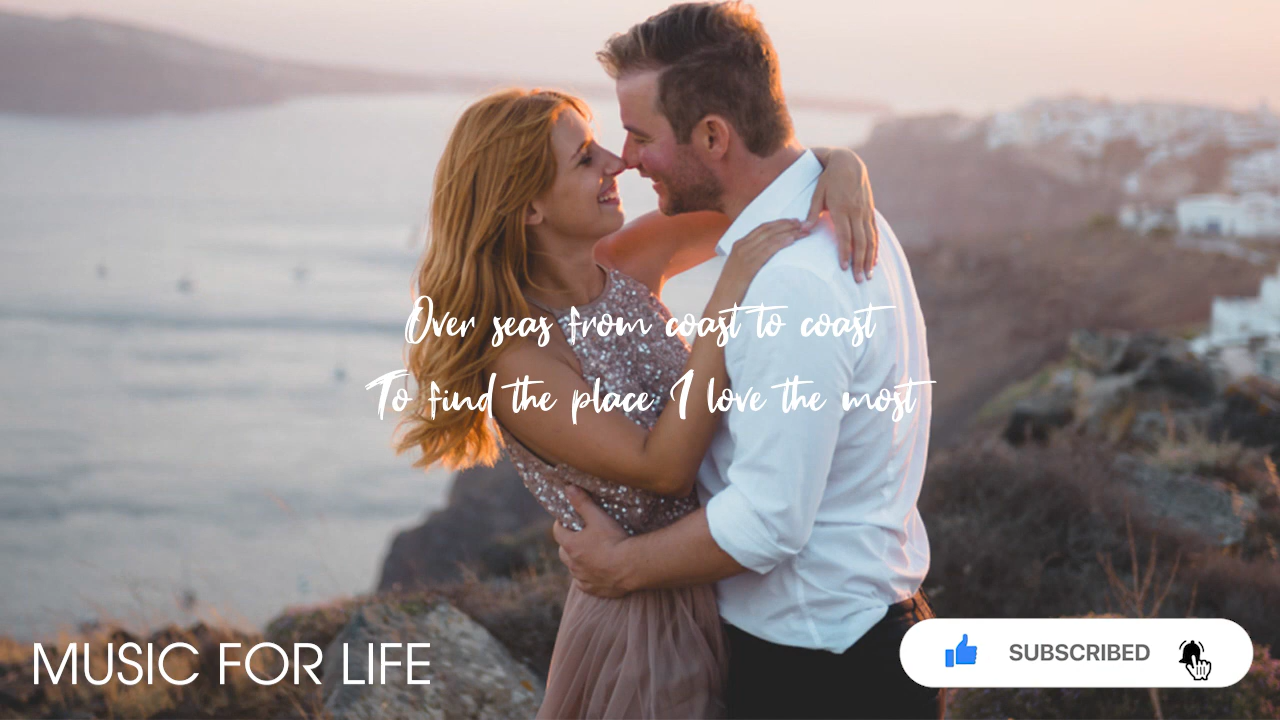 Over seas from coast to coast
To find the place I love the most
MUSIC FOR LIFE
SUBSCRIBED